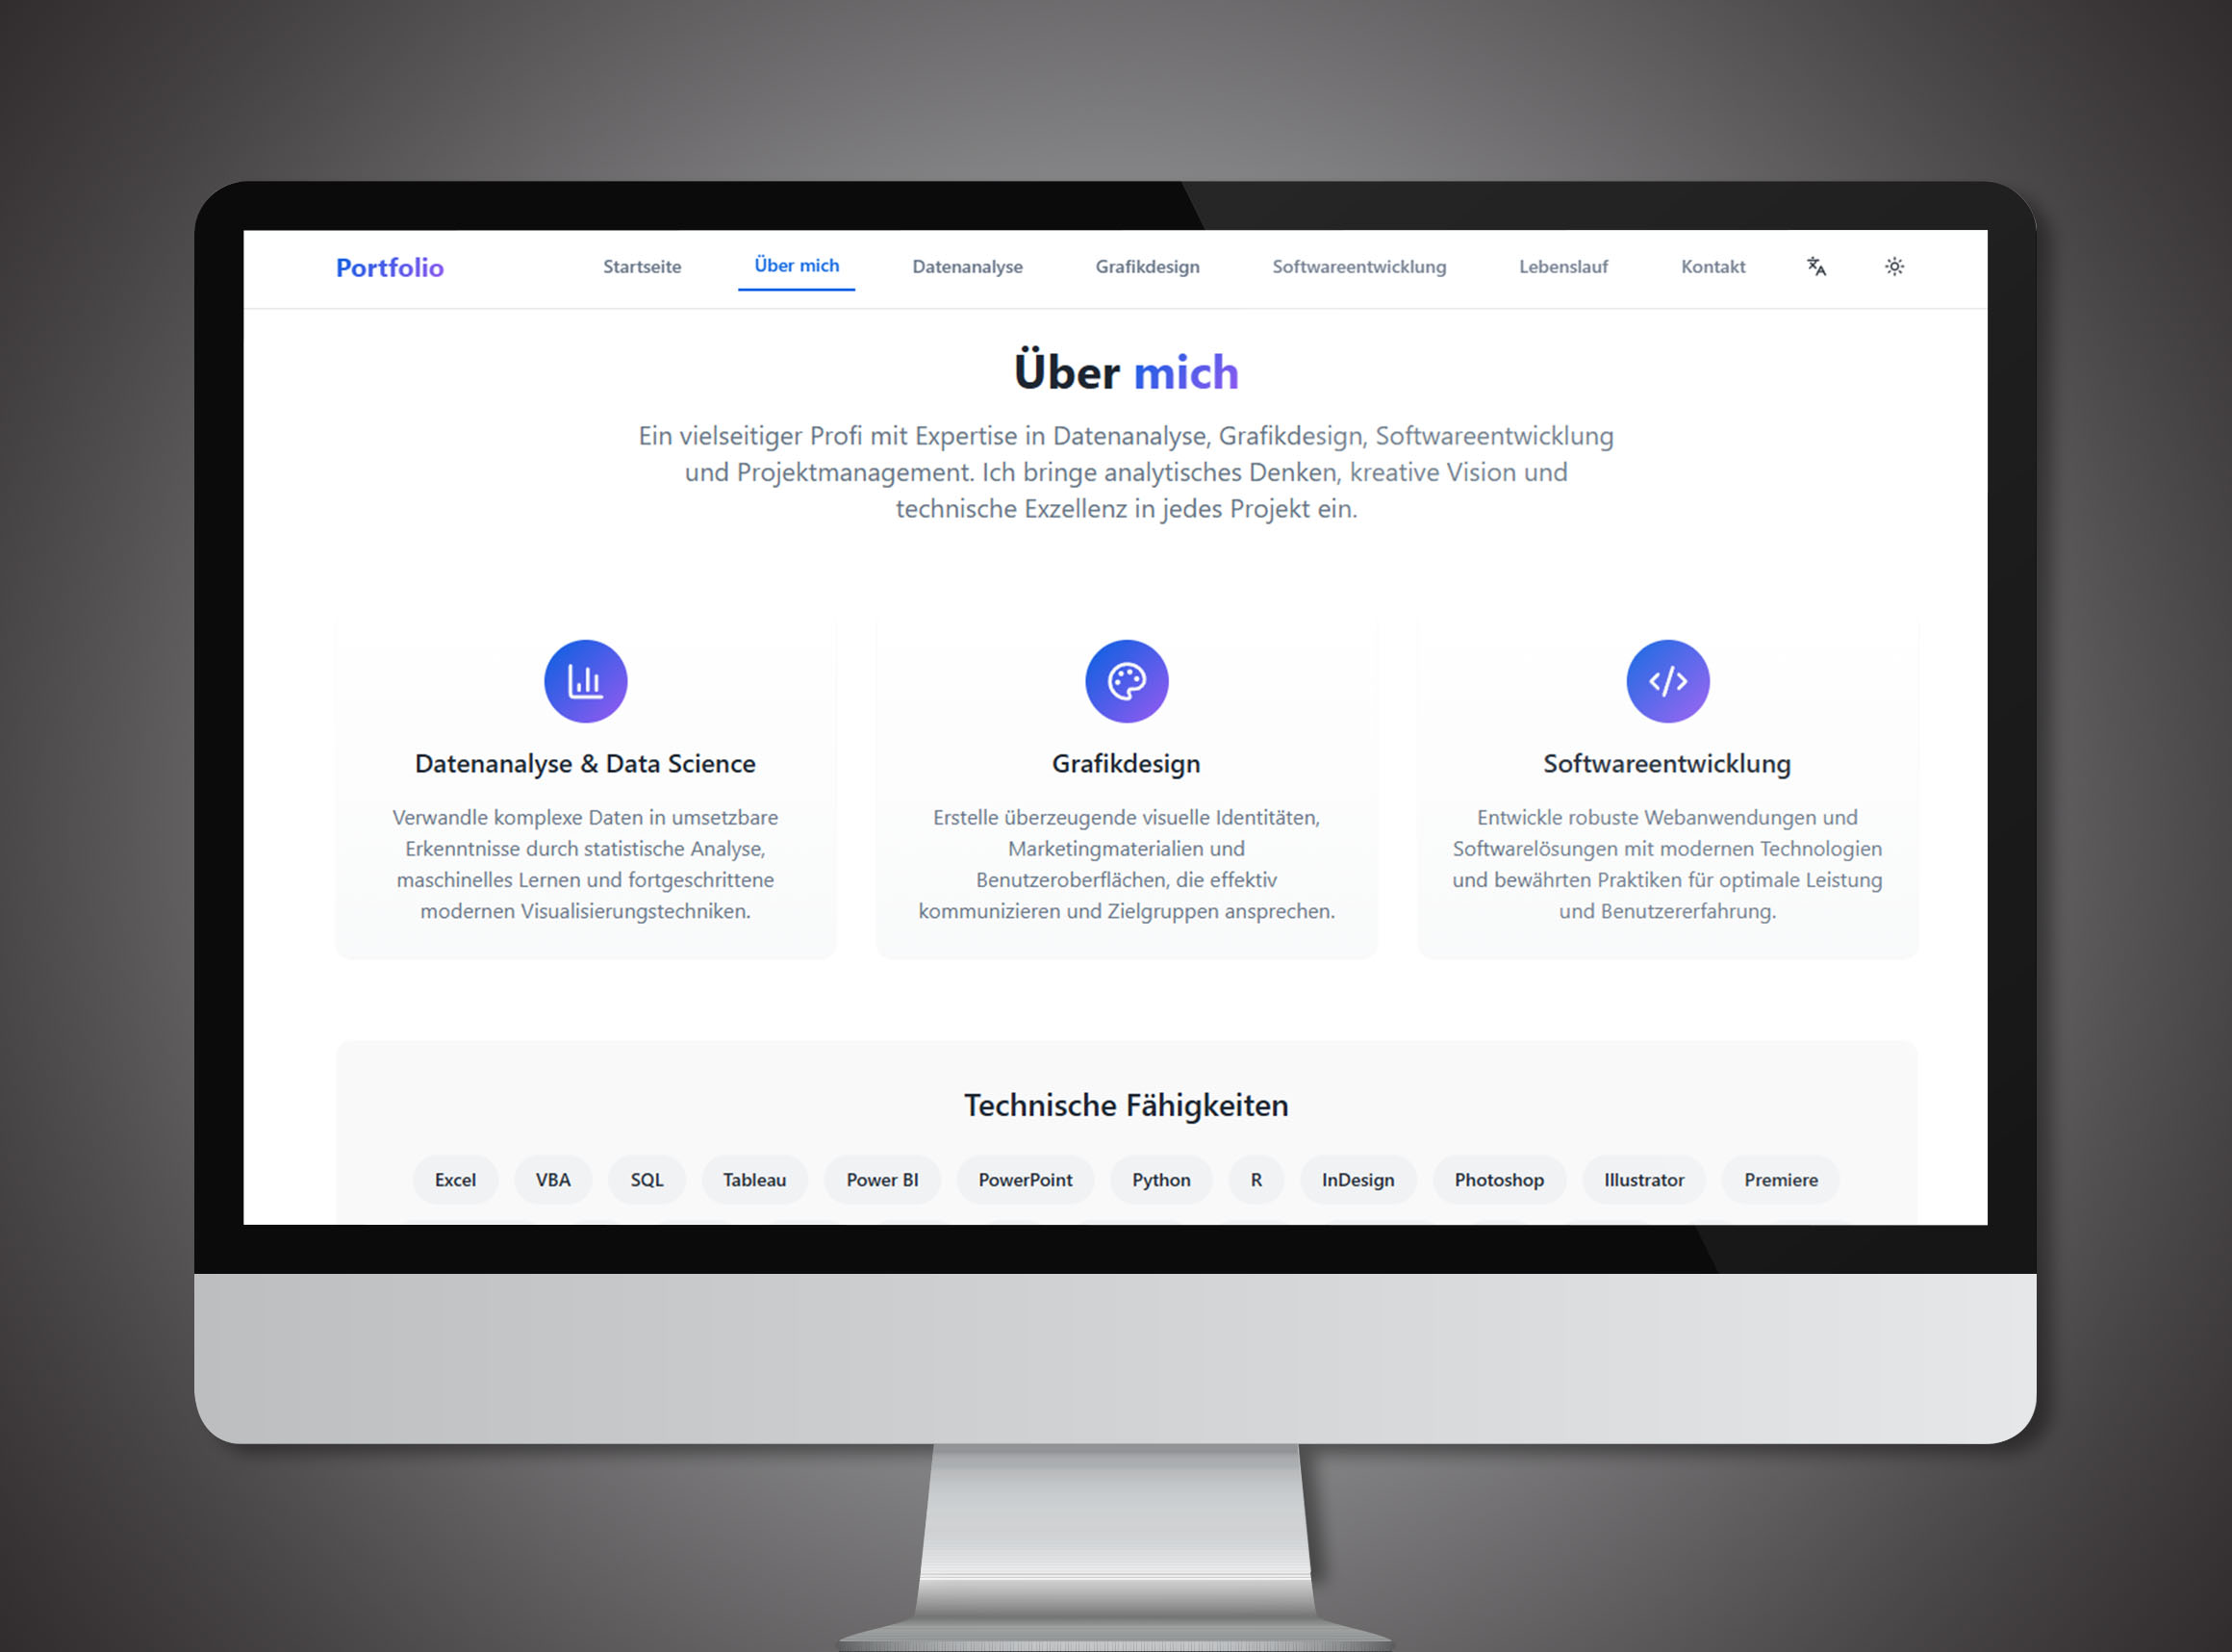 Portfolio Startseite Über mich Datenanalyse Grafikdesign Softwareentwicklung Lebenslauf Kontakt
Über mich
Ein vielseitiger Profi mit Expertise in Datenanalyse, Grafikdesign, Softwareentwicklung
und Projektmanagement. Ich bringe analytisches Denken, kreative Vision und
technische Exzellenz in jedes Projekt ein.
Datenanalyse & Data Science
Verwandle komplexe Daten in umsetzbare
Erkenntnisse durch statistische Analyse,
maschinelles Lernen und fortgeschrittene
modernen Visualisierungstechniken.
Grafikdesign
Erstelle überzeugende visuelle Identitäten,
Marketingmaterialien und
Benutzeroberflächen, die effektiv
kommunizieren und Zielgruppen ansprechen.
Softwareentwicklung
Entwickle robuste Webanwendungen und
Softwarelösungen mit modernen Technologien
und bewährten Praktiken für optimale Leistung
und Benutzererfahrung.
Technische Fähigkeiten
Excel VBA SQL Tableau Power BI PowerPoint Python R InDesign Photoshop Illustrator Premiere